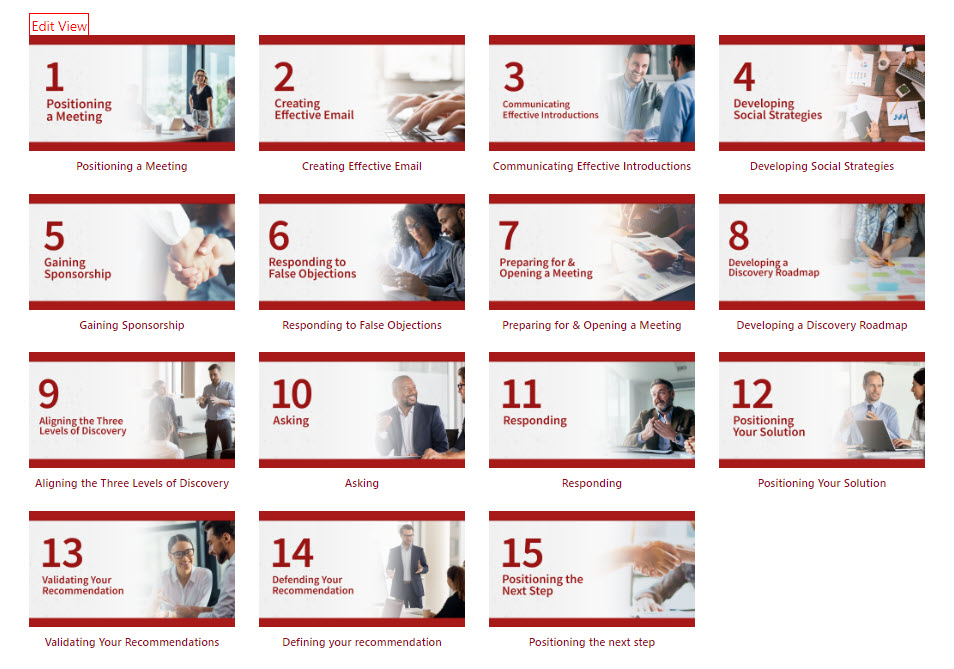 Edit View
1
Positioning
a Meeting
2
Creating
Effective Email
3
Communicating
Effective Introductions
4
Developing
Social Strategies
Positioning a Meeting
Creating Effective Email
Communicating Effective Introductions
Developing Social Strategies
5
Gaining
Sponsorship
6
Responding to
False Objections
7
Preparing for &
Opening a Meeting
8
Developing a
Discovery Roadmap
Gaining Sponsorship
Responding to False Objections
Preparing for & Opening a Meeting
Developing a Discovery Roadmap
9
Aligning the Three
Levels of Discovery
10
Asking
11
Responding
12
Positioning
Your Solution
Aligning the Three Levels of Discovery
Asking
Responding
Positioning Your Solution
13
Validating Your
Recommendation
14
Defending Your
Recommendation
15
Positioning the
Next Step
Validating Your Recommendations
Defining your recommendation
Positioning the next step